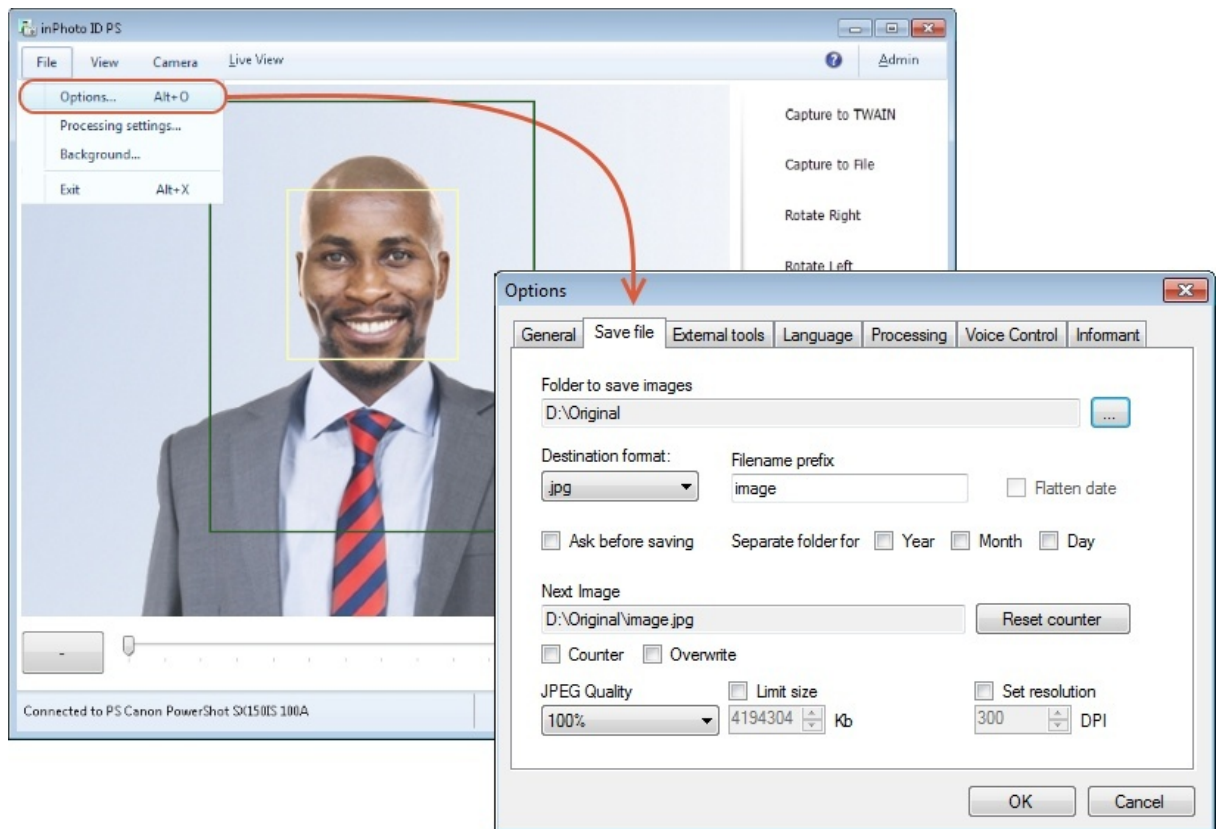 inPhoto ID PS
File View Camera Live View Admin
Options... Alt+O
Processing settings...
Background...
Exit Alt+X
Capture to TWAIN
Capture to File
Rotate Right
Rotate Left
-
Connected to PS Canon PowerShot SX150IS 100A
Options
General Save file External tools Language Processing Voice Control Informant
Folder to save images
D:\Original ...
Destination format: Filename prefix
.jpg image Flatten date
Ask before saving Separate folder for Year Month Day
Next Image
D:\Original\image.jpg Reset counter
Counter Overwrite
JPEG Quality Limit size Set resolution
100% 4194304 Kb 300 DPI
OK Cancel